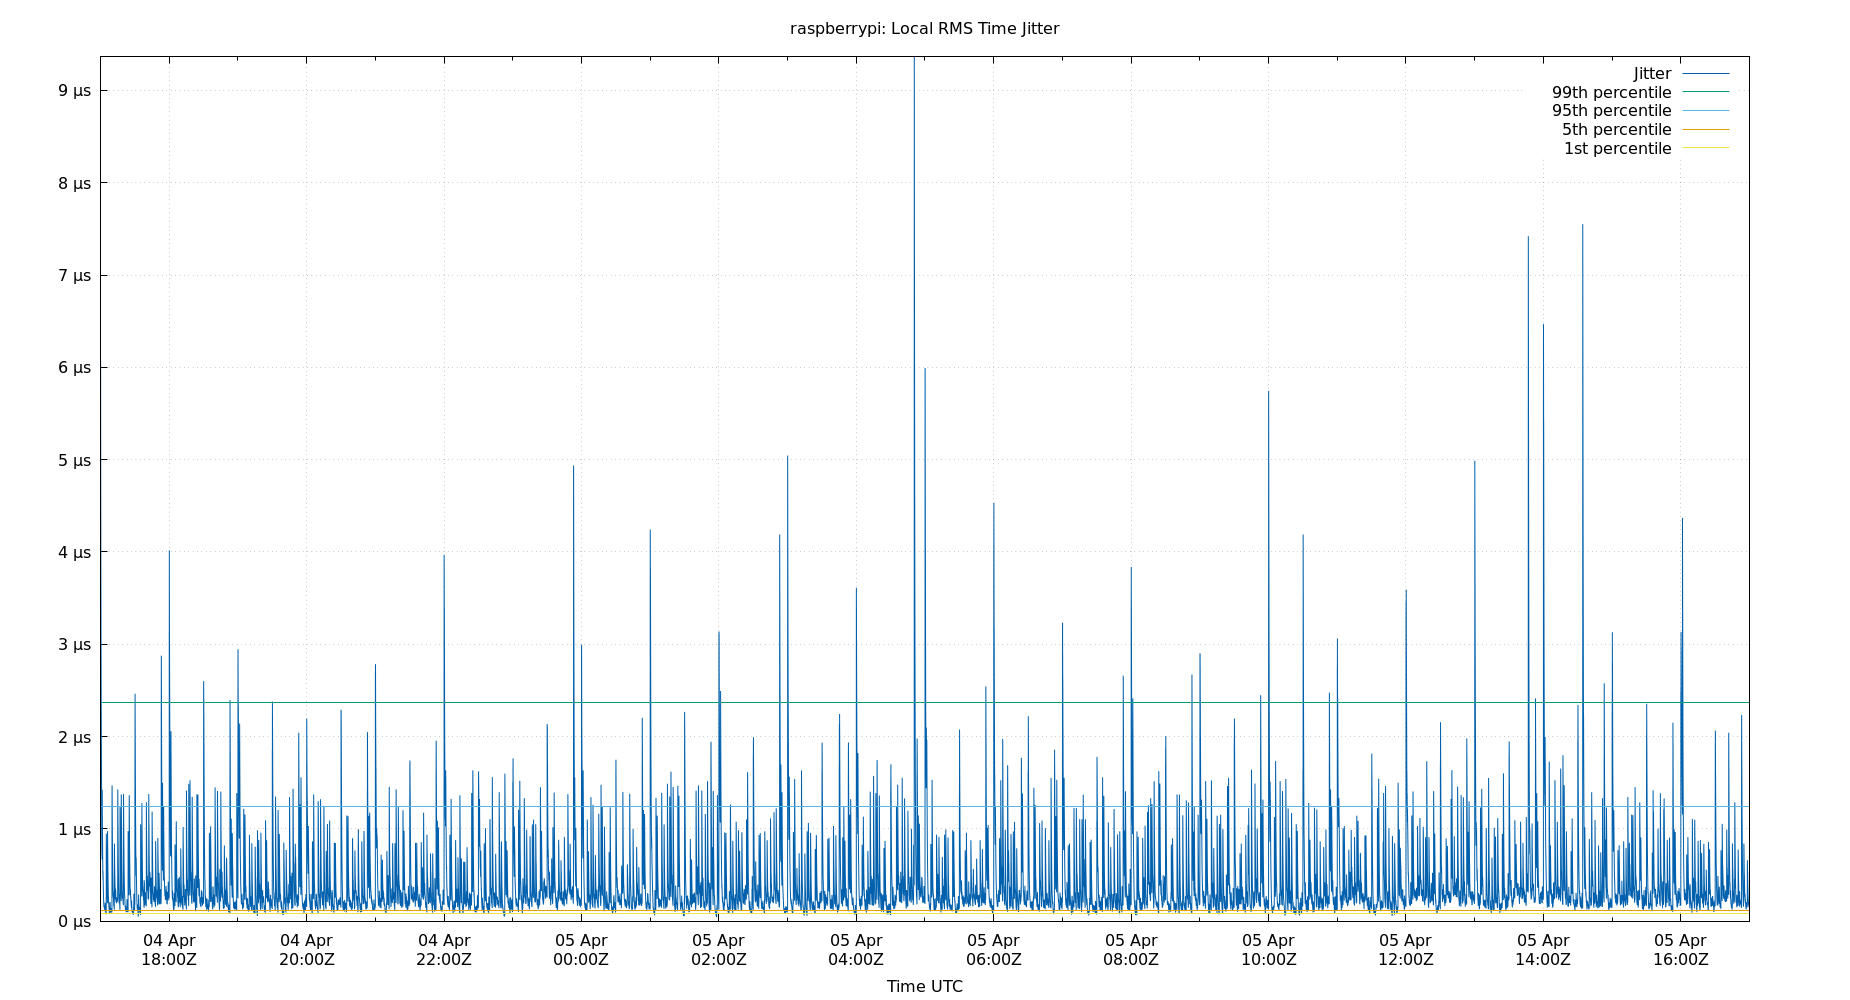 raspberrypi: Local RMS Time Jitter
Jitter
99th percentile
95th percentile
5th percentile
1st percentile
9 µs
8 µs
7 µs
6 µs
5 µs
4 µs
3 µs
2 µs
1 µs
0 µs
04 Apr 04 Apr 04 Apr 05 Apr 05 Apr 05 Apr 05 Apr 05 Apr 05 Apr 05 Apr 05 Apr 05 Apr
18:00Z 20:00Z 22:00Z 00:00Z 02:00Z 04:00Z 06:00Z 08:00Z 10:00Z 12:00Z 14:00Z 16:00Z
Time UTC